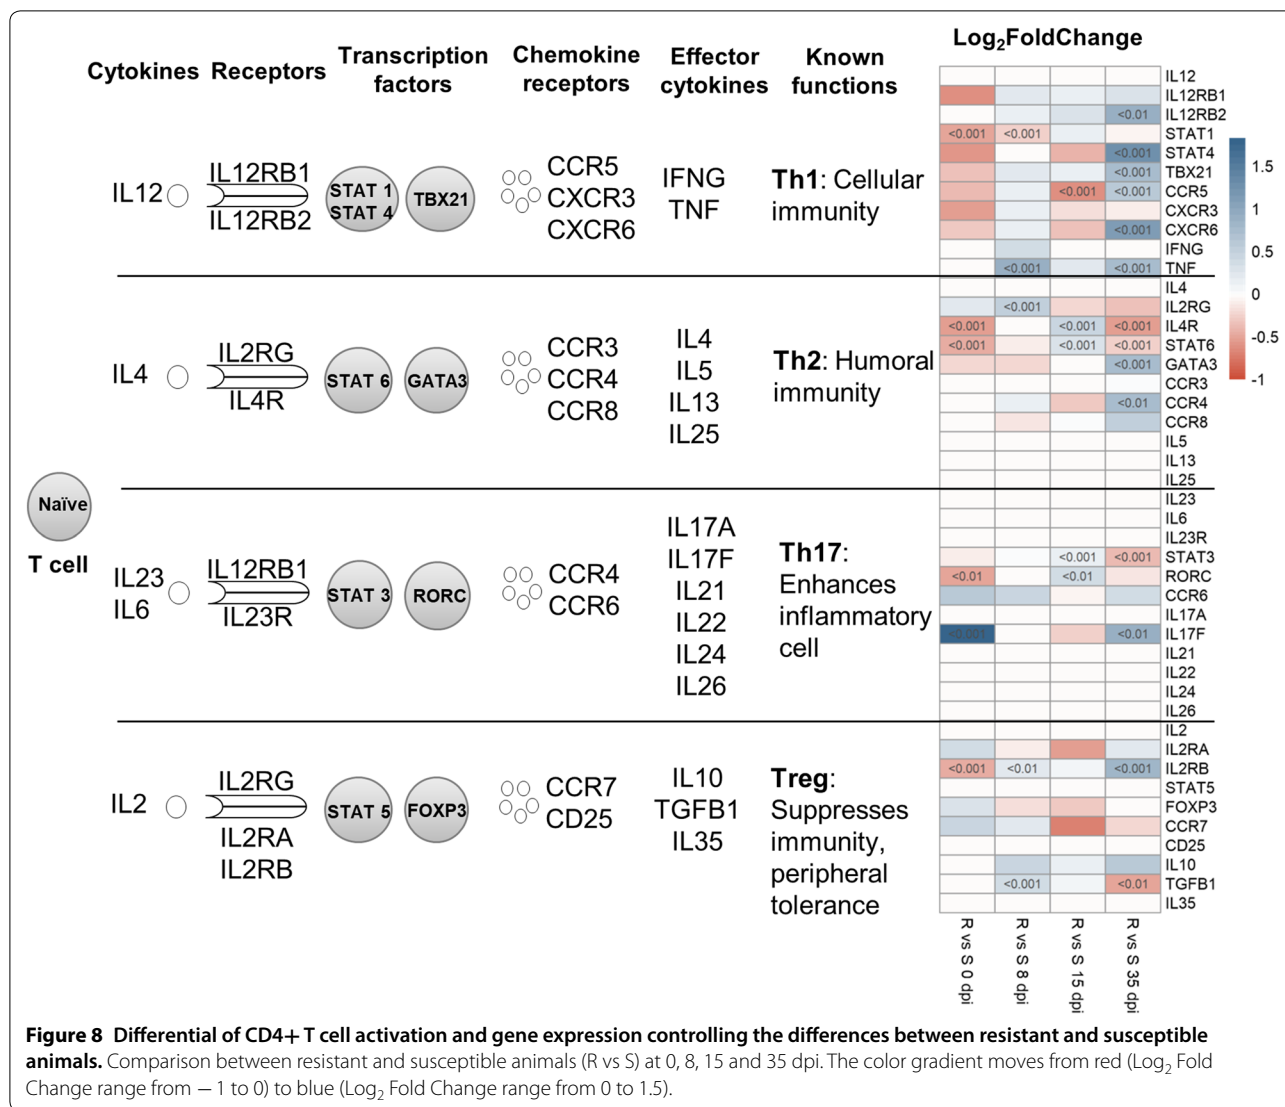 Cytokines
Receptors
Transcription
factors
Chemokine
receptors
Effector
cytokines
Known
functions
Log2FoldChange
IL12
IL12RB1
IL12RB2
STAT 1
STAT 4
TBX21
CCR5
CXCR3
CXCR6
IFNG
TNF
Th1: Cellular
immunity
IL4
IL2RG
IL4R
STAT 6
GATA3
CCR3
CCR4
CCR8
IL4
IL5
IL13
IL25
Th2: Humoral
immunity
Naïve
T cell
IL23
IL6
IL12RB1
IL23R
STAT 3
RORC
CCR4
CCR6
IL17A
IL17F
IL21
IL22
IL24
IL26
Th17:
Enhances
inflammatory
cell
IL2
IL2RG
IL2RA
IL2RB
STAT 5
FOXP3
CCR7
CD25
IL10
TGFB1
IL35
Treg:
Suppresses
immunity,
peripheral
tolerance
IL12
IL12RB1
<0.01 IL12RB2
<0.001 <0.001 STAT1
<0.001 STAT4
<0.001 TBX21
<0.001 <0.001 CCR5
CXCR3
<0.001 CXCR6
IFNG
<0.001 <0.001 TNF
IL4
<0.001 IL2RG
<0.001 <0.001 <0.001 IL4R
<0.001 <0.001 <0.001 STAT6
<0.001 GATA3
CCR3
<0.01 CCR4
CCR8
IL5
IL13
IL25
IL23
IL6
IL23R
<0.001 <0.001 STAT3
<0.01 <0.01 RORC
CCR6
IL17A
<0.001 <0.01 IL17F
IL21
IL22
IL24
IL26
IL2
IL2RA
<0.001 <0.01 <0.001 IL2RB
STAT5
FOXP3
CCR7
CD25
IL10
<0.001 <0.01 TGFB1
IL35
R vs S 0 dpi
R vs S 8 dpi
R vs S 15 dpi
R vs S 35 dpi
1.5
1
0.5
0
-0.5
-1
Figure 8 Differential of CD4+ T cell activation and gene expression controlling the differences between resistant and susceptible
animals. Comparison between resistant and susceptible animals (R vs S) at 0, 8, 15 and 35 dpi. The color gradient moves from red (Log2 Fold
Change range from − 1 to 0) to blue (Log2 Fold Change range from 0 to 1.5).